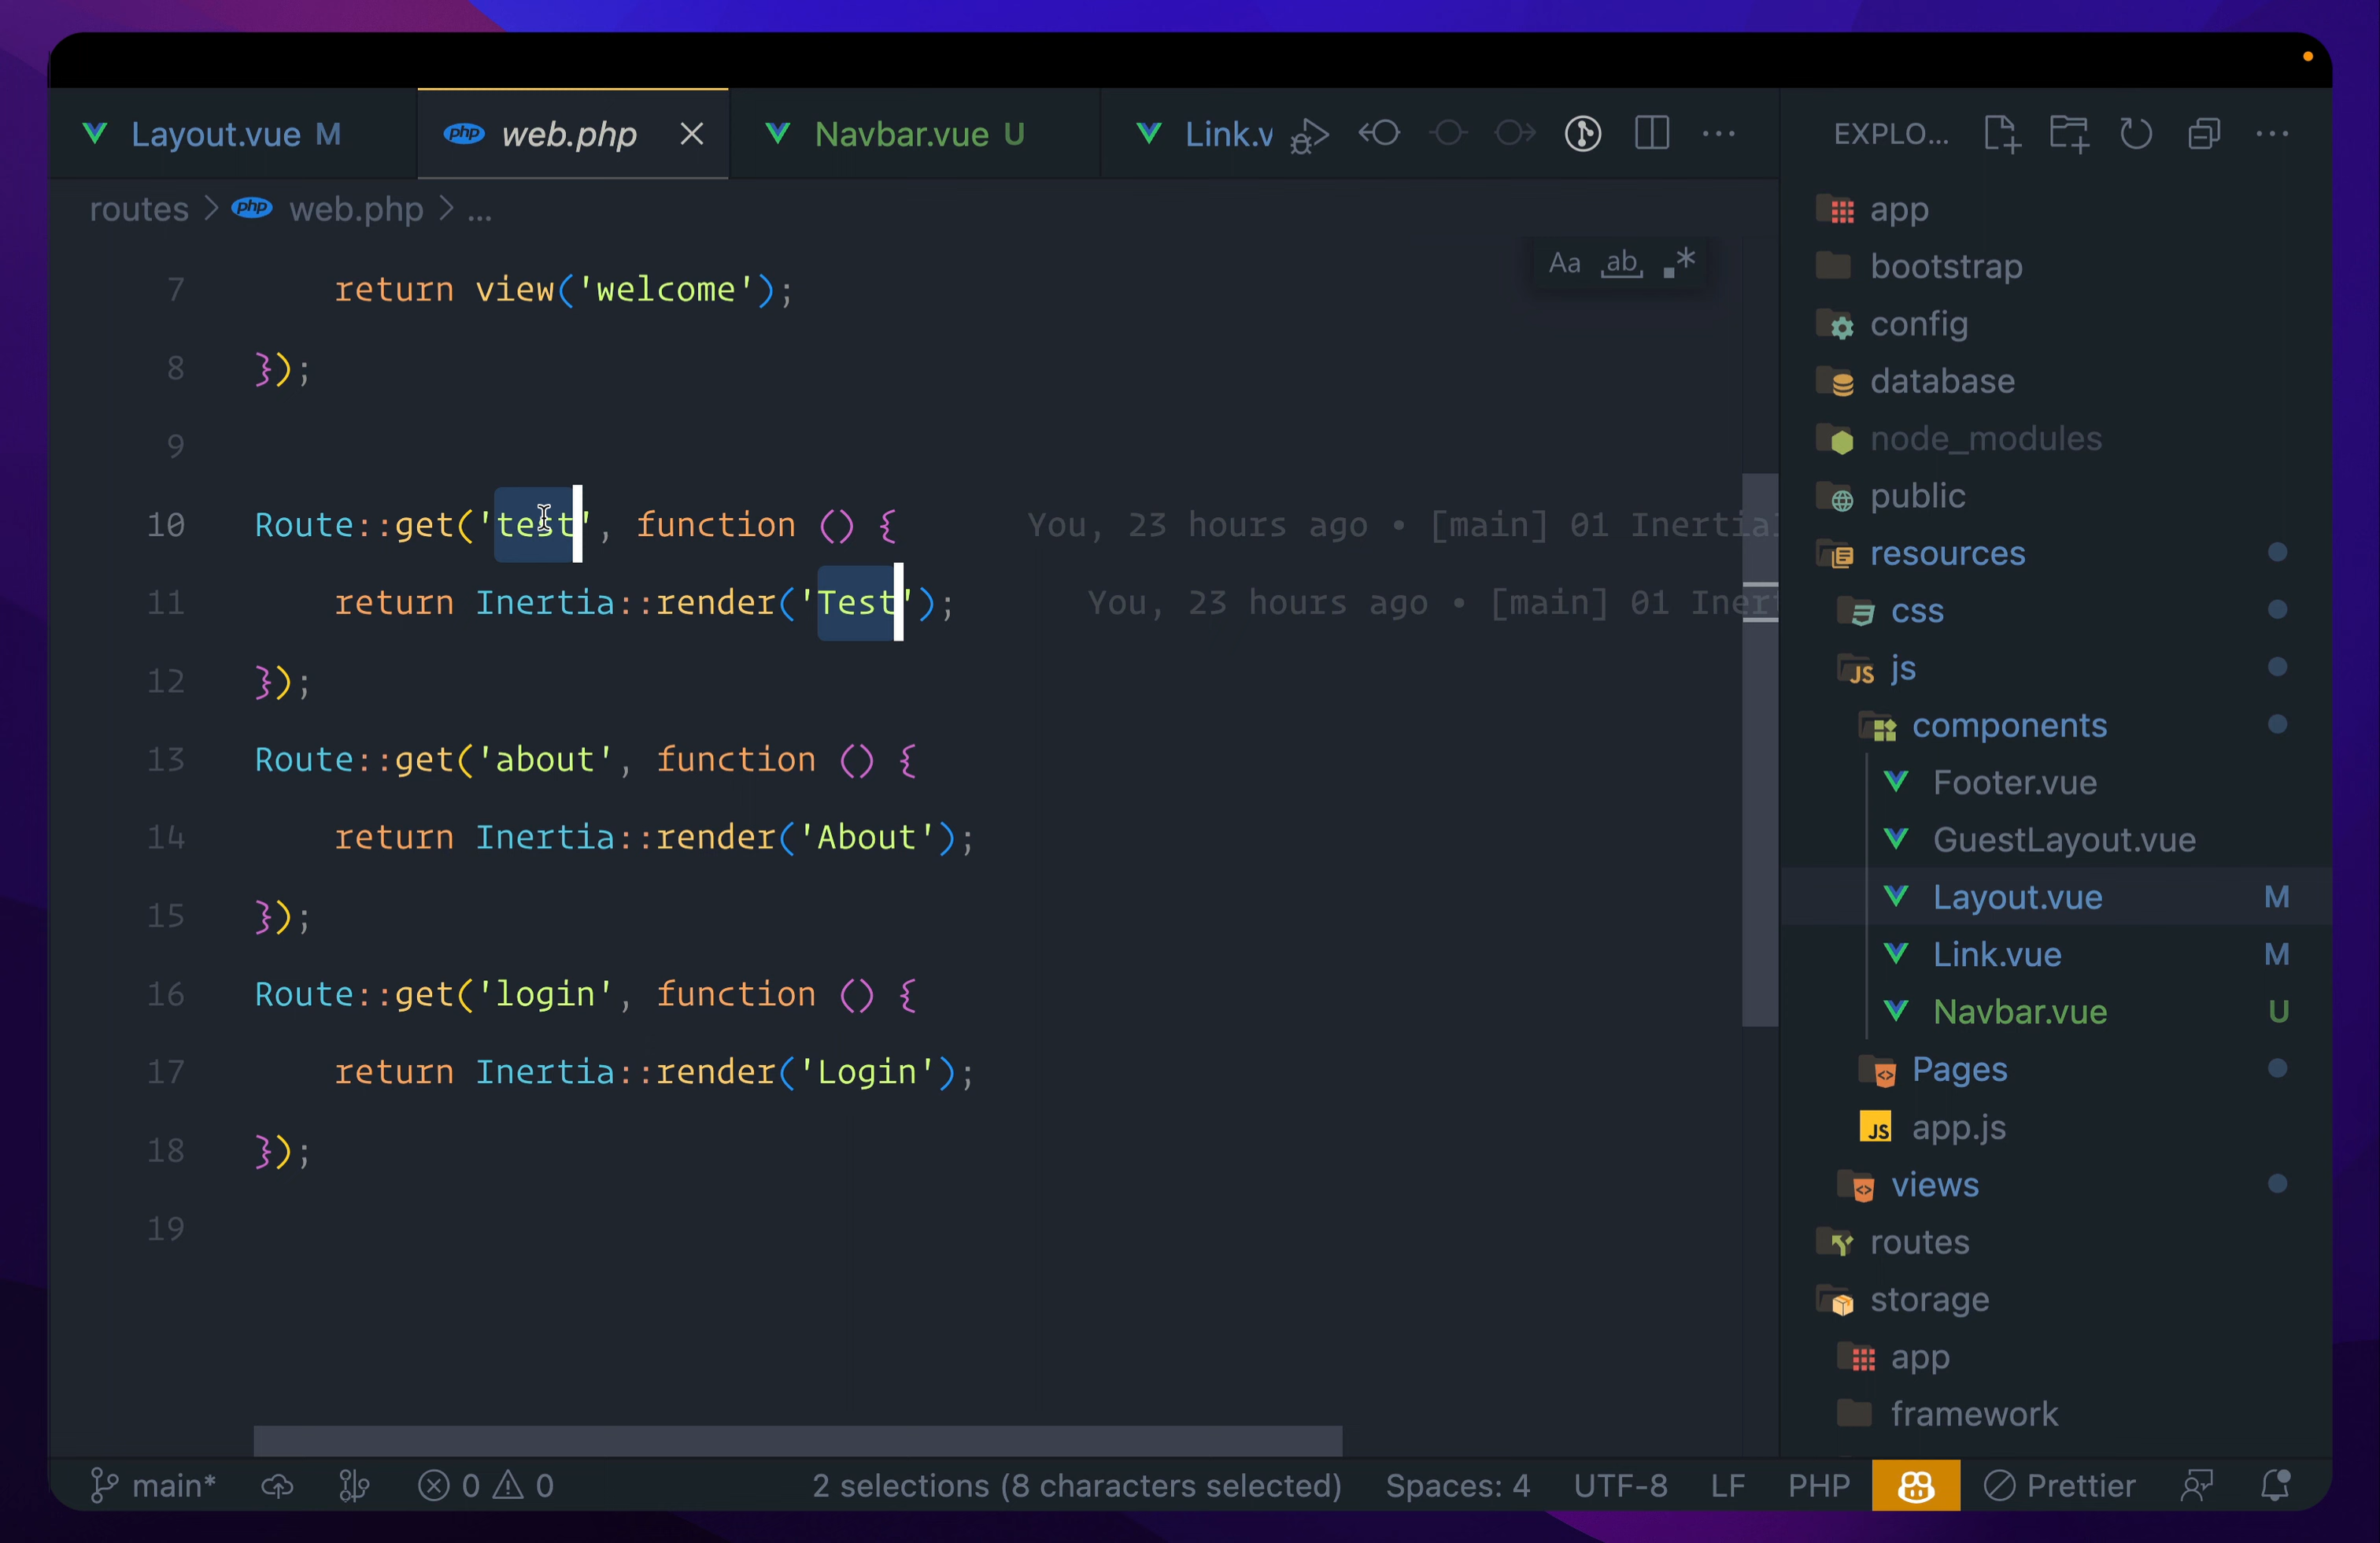 Layout.vue M
php web.php
Navbar.vue U
Link.v
EXPLO...
routes > php web.php > ...
Aa ab .*
7 return view('welcome');
8 });
9
10 Route::get('test', function () { You, 23 hours ago • [main] 01 Inertia
11 return Inertia::render('Test'); You, 23 hours ago • [main] 01 Iner
12 });
13 Route::get('about', function () {
14 return Inertia::render('About');
15 });
16 Route::get('login', function () {
17 return Inertia::render('Login');
18 });
19
app
bootstrap
config
database
node_modules
public
resources
css
JS js
components
Footer.vue
GuestLayout.vue
Layout.vue M
Link.vue M
Navbar.vue U
Pages
JS app.js
views
routes
storage
app
framework
main* 0 0 2 selections (8 characters selected) Spaces: 4 UTF-8 LF PHP Prettier